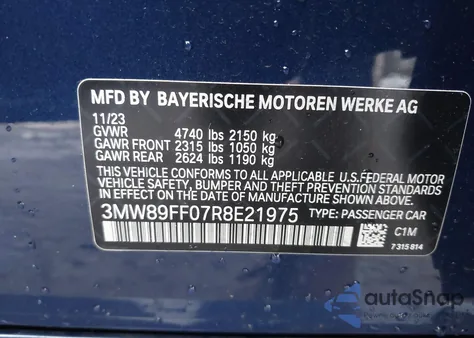 MFD BY BAYERISCHE MOTOREN WERKE AG
11/23
GVWR 4740 lbs 2150 kg
GAWR FRONT 2315 lbs 1050 kg
GAWR REAR 2624 lbs 1190 kg
THIS VEHICLE CONFORMS TO ALL APPLICABLE U.S.FEDERAL MOTOR
VEHICLE SAFETY, BUMPER, AND THEFT PREVENTION STANDARDS
IN EFFECT ON THE DATE OF MANUFACTURE SHOWN ABOVE.
3MW89FF07R8E21975 TYPE: PASSENGER CAR
C1M
7315814
autoSnap